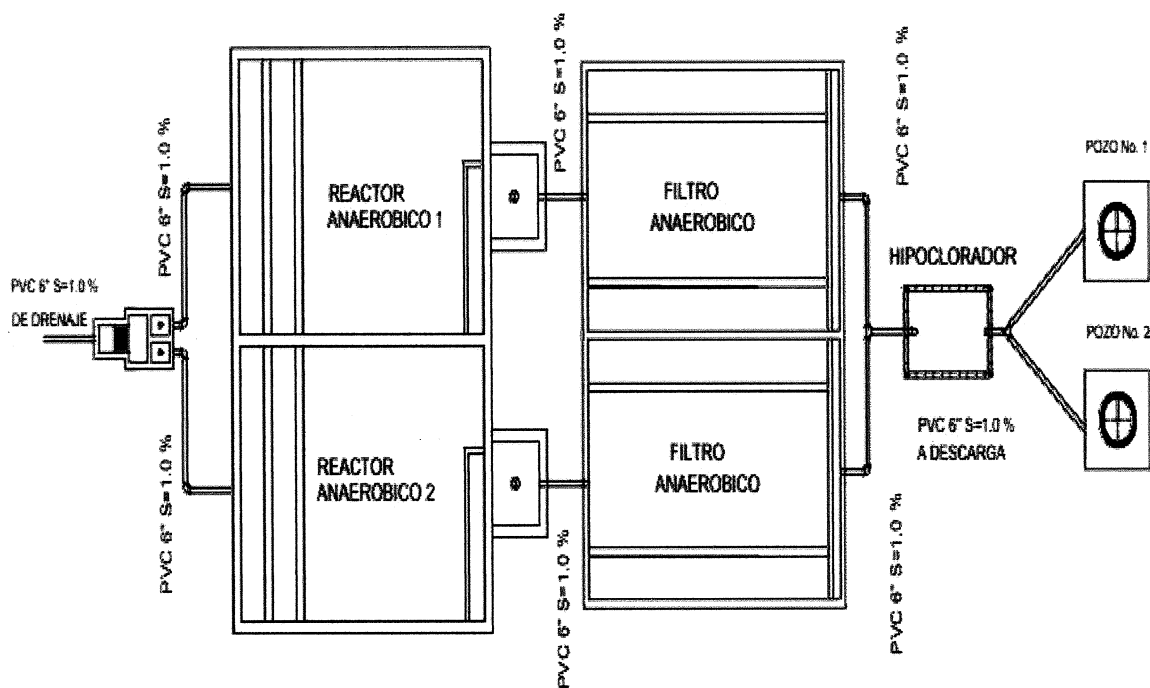 PVC 6" S=1.0 %
DE DRENAJE
PVC 6" S=1.0 %
PVC 6" S=1.0 %
REACTOR
ANAEROBICO 1
REACTOR
ANAEROBICO 2
PVC 6" S=1.0 %
PVC 6" S=1.0 %
FILTRO
ANAEROBICO
FILTRO
ANAEROBICO
PVC 6" S=1.0 %
PVC 6" S=1.0 %
HIPOCLORADOR
PVC 6" S=1.0 %
A DESCARGA
POZO No. 1
POZO No. 2